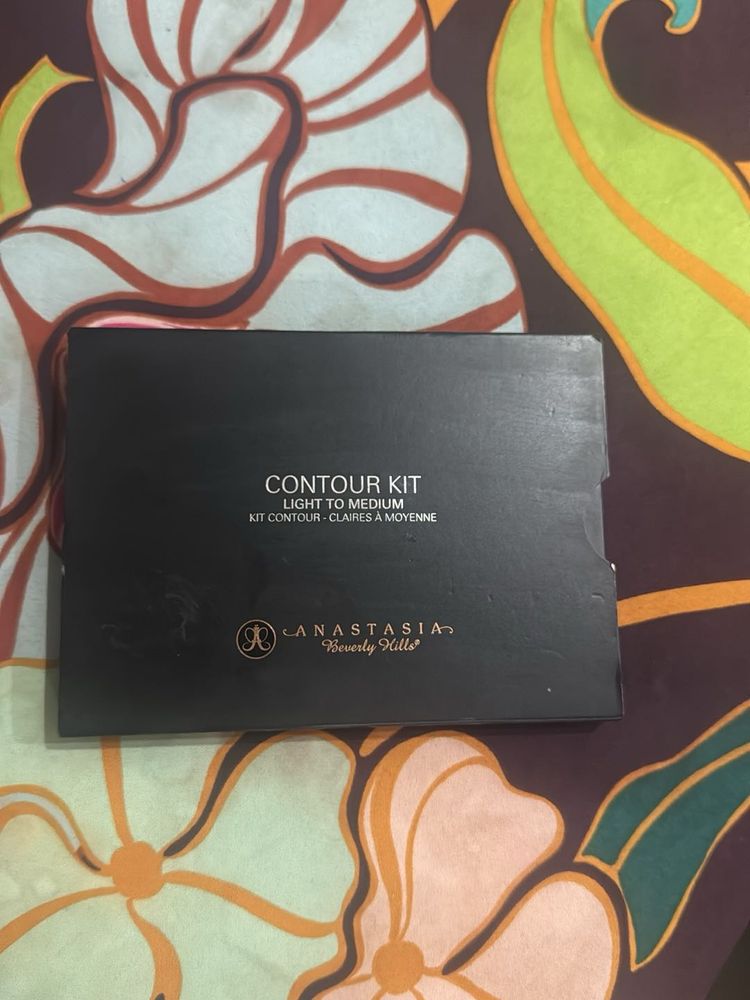 CONTOUR KIT
LIGHT TO MEDIUM
KIT CONTOUR - CLAIRES À MOYENNE
ANASTASIA
Beverly Hills®